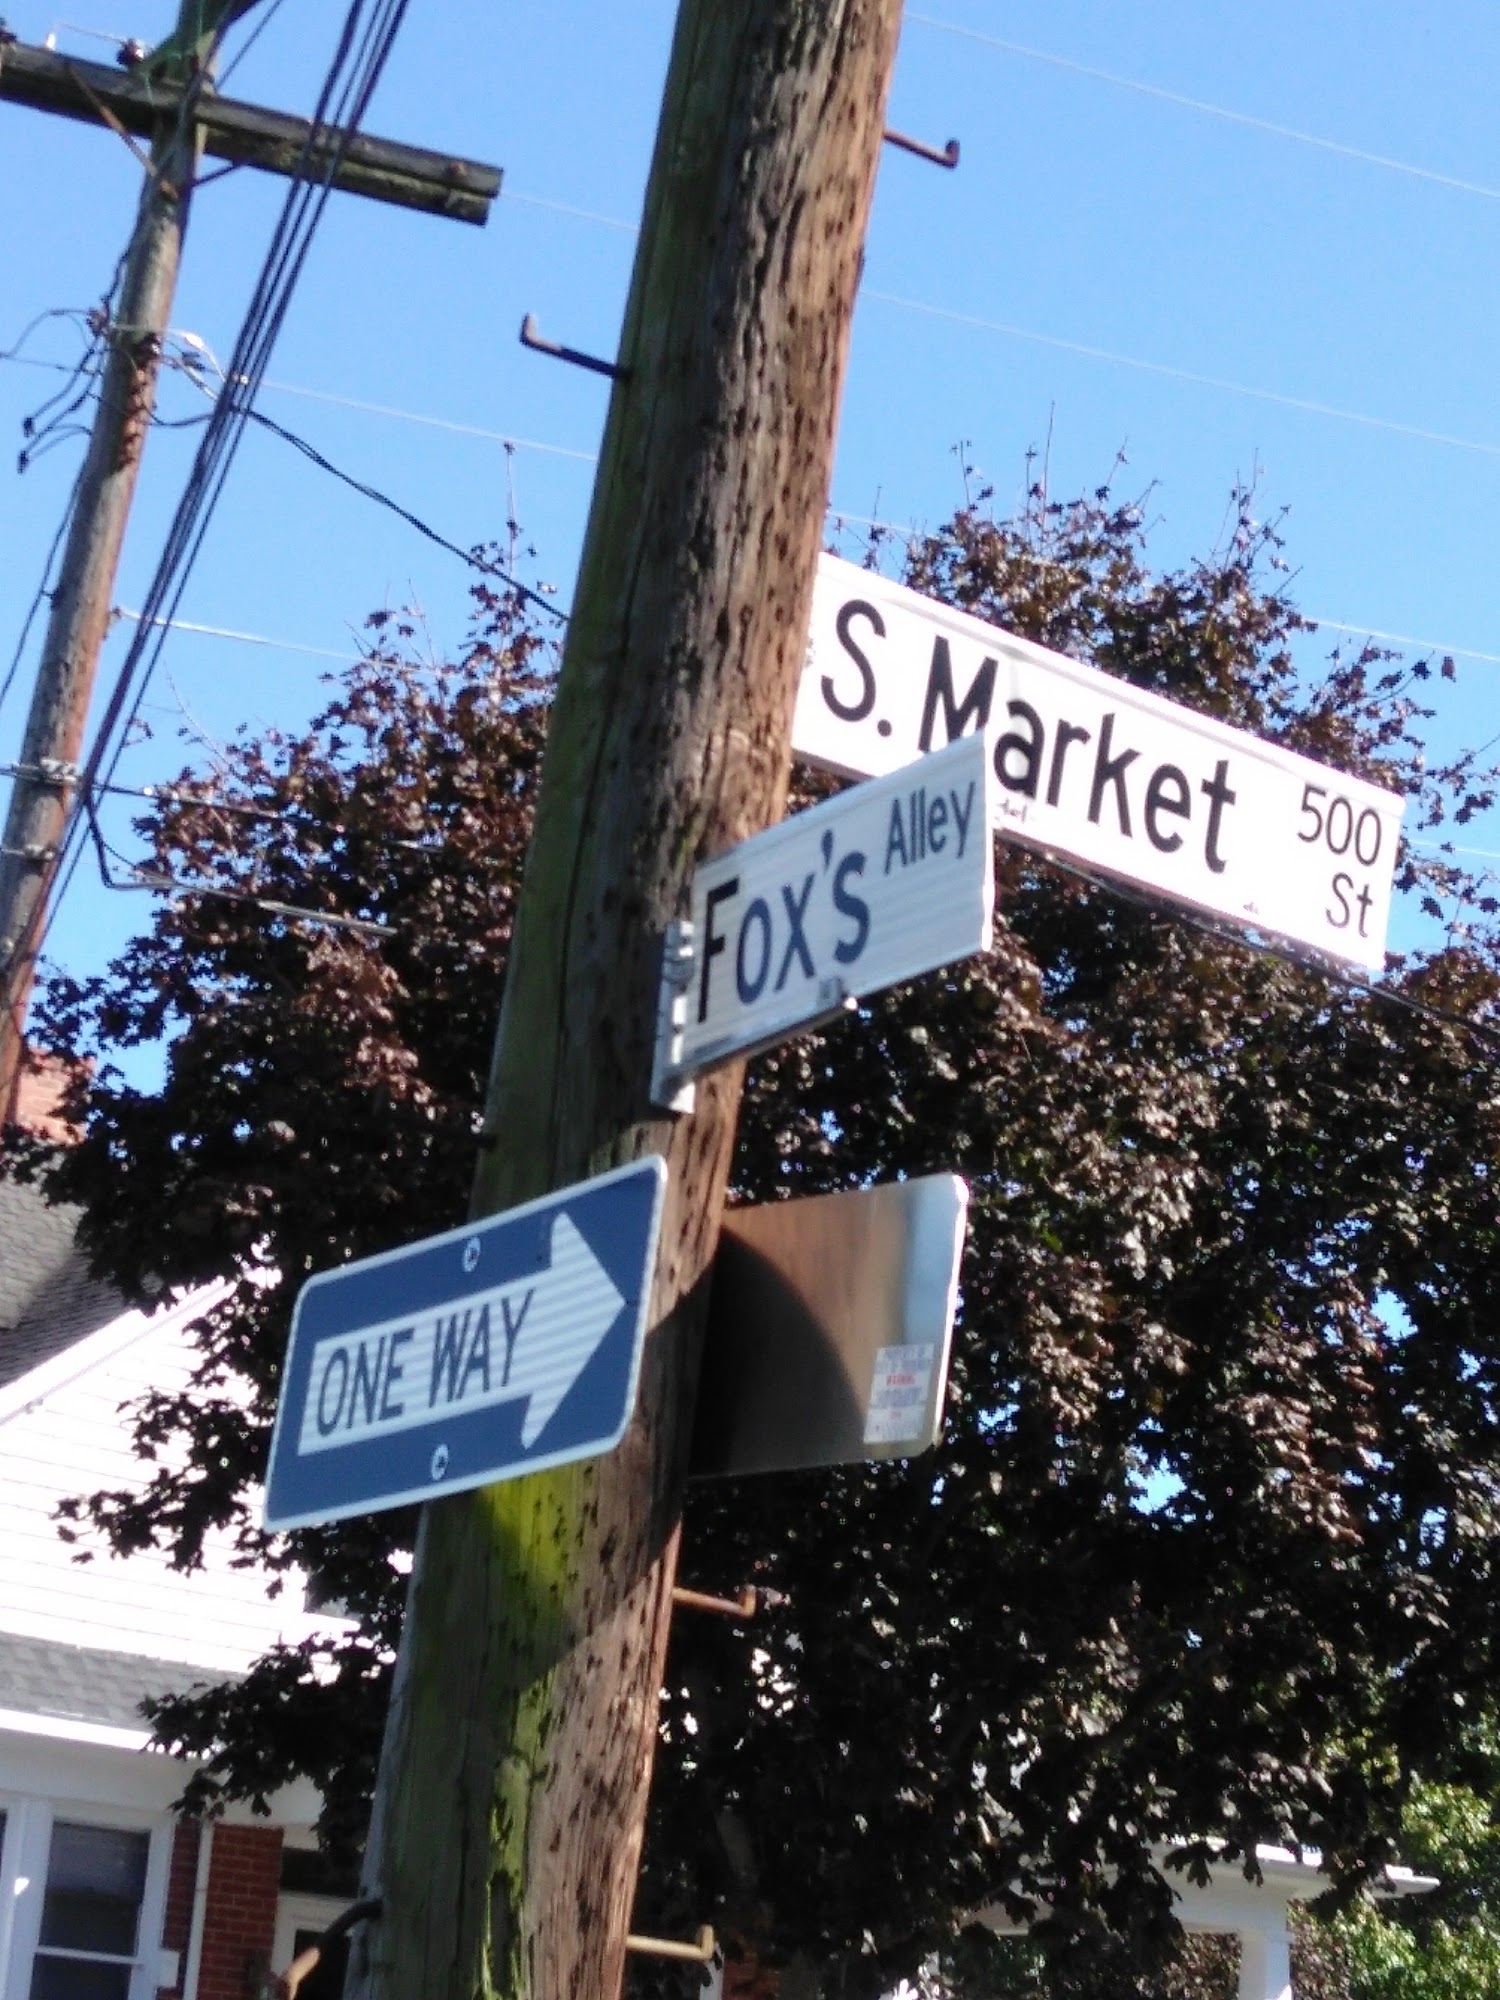 S. Market 500 St
Fox's Alley
ONE WAY